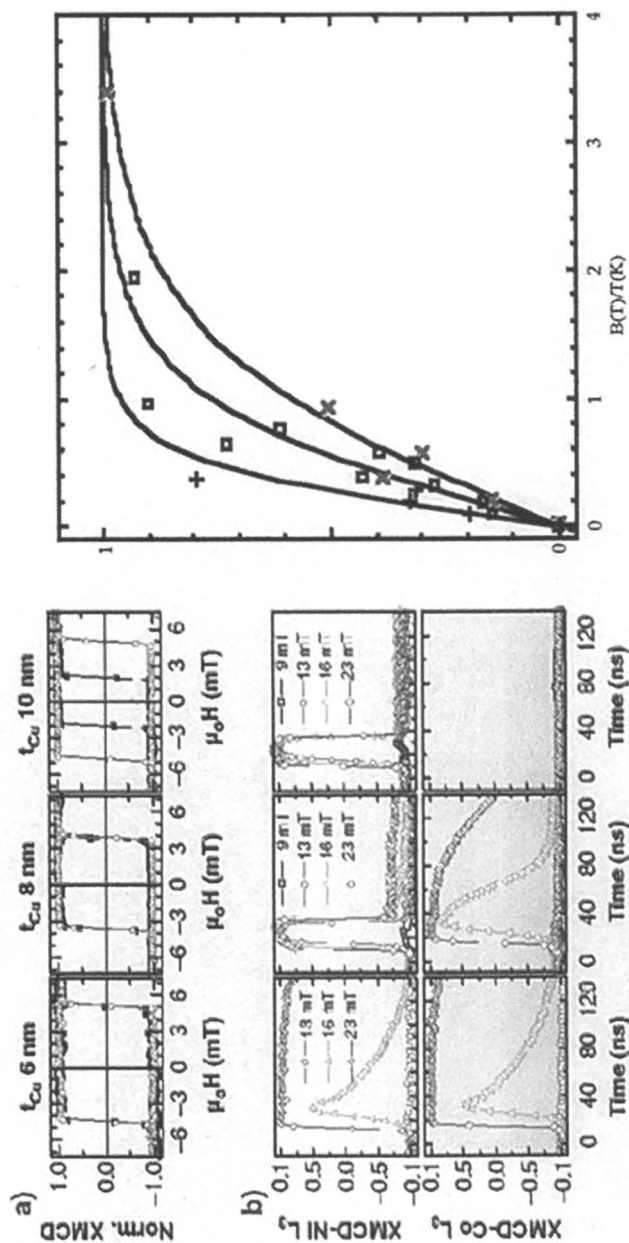 a)
t_Cu 6 nm
t_Cu 8 nm
t_Cu 10 nm
Norm. XMCD
1.0
0.5
0.0
-0.5
-1.0
-6 -3 0 3 6
-6 -3 0 3 6
-6 -3 0 3 6
μ₀H (mT)
μ₀H (mT)
μ₀H (mT)
b)
XMCD-Ni L₃
0.1
0.5
0.0
-0.5
-0.1
13 mT
16 mT
23 mT
9 mT
13 mT
16 mT
23 mT
9 mT
13 mT
16 mT
23 mT
XMCD-Co L₃
0.1
0.5
0.0
-0.5
-0.1
0 40 80 120
0 40 80 120
0 40 80 120
Time (ns)
Time (ns)
Time (ns)
1
0
0 1 2 3 4
B(T)/T(K)